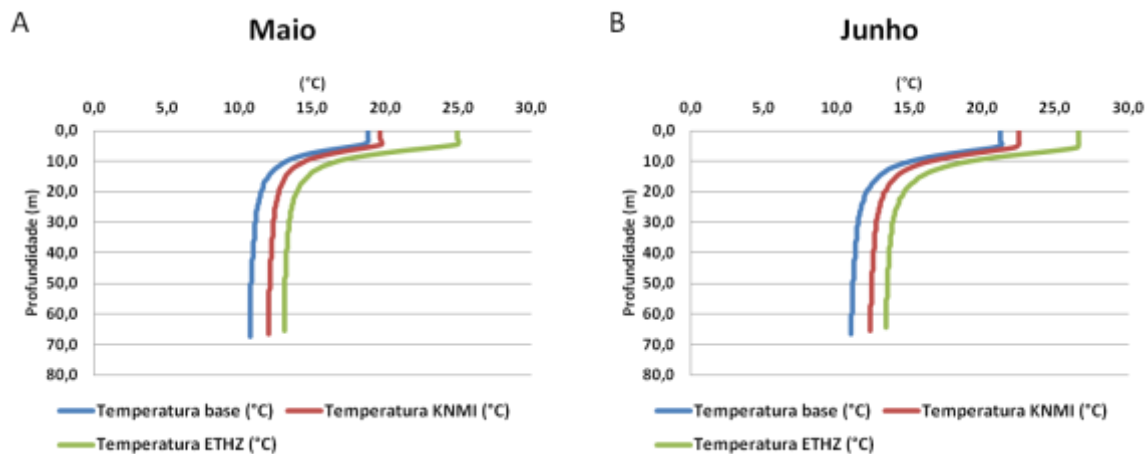 A
Maio
(°C)
0,0 5,0 10,0 15,0 20,0 25,0 30,0
0,0
10,0
20,0
30,0
40,0
50,0
60,0
70,0
80,0
Profundidade (m)
Temperatura base (°C) Temperatura KNMI (°C)
Temperatura ETHZ (°C)
B
Junho
(°C)
0,0 5,0 10,0 15,0 20,0 25,0 30,0
0,0
10,0
20,0
30,0
40,0
50,0
60,0
70,0
80,0
Profundidade (m)
Temperatura base (°C) Temperatura KNMI (°C)
Temperatura ETHZ (°C)